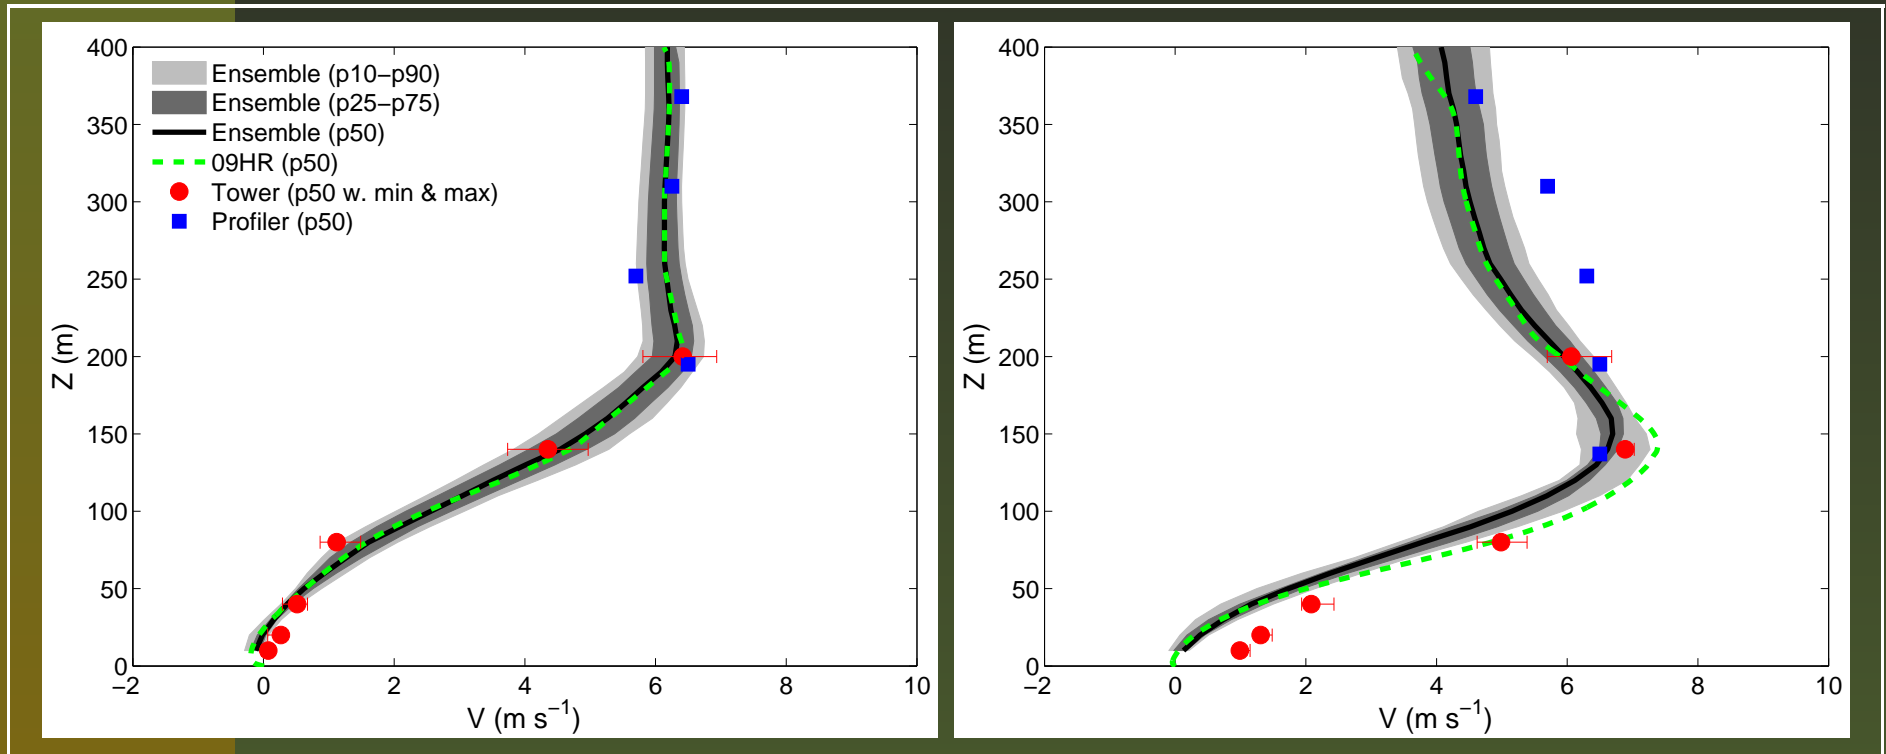 400
350
300
250
200
150
100
50
0
Z (m)
Ensemble (p10−p90)
Ensemble (p25−p75)
Ensemble (p50)
09HR (p50)
Tower (p50 w. min & max)
Profiler (p50)
−2 0 2 4 6 8 10
V (m s−1)
400
350
300
250
200
150
100
50
0
Z (m)
−2 0 2 4 6 8 10
V (m s−1)